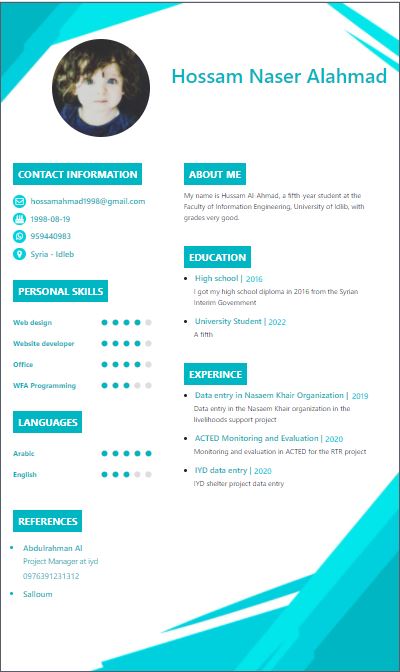 Hossam Naser Alahmad
CONTACT INFORMATION
hossamahmad1998@gmail.com
1998-08-19
959440983
Syria - Idleb
PERSONAL SKILLS
Web design
Website developer
Office
WFA Programming
LANGUAGES
Arabic
English
REFERENCES
Abdulrahman Al
Project Manager at iyd
0976391231312
Salloum
ABOUT ME
My name is Hussam Al-Ahmad, a fifth-year student at the
Faculty of Information Engineering, University of Idlib, with
grades very good.
EDUCATION
High school | 2016
I got my high school diploma in 2016 from the Syrian
Interim Government
University Student | 2022
A fifth
EXPERINCE
Data entry in Nasaem Khair Organization | 2019
Data entry in the Nasaem Khair organization in the
livelihoods support project
ACTED Monitoring and Evaluation | 2020
Monitoring and evaluation in ACTED for the RTR project
IYD data entry | 2020
IYD shelter project data entry